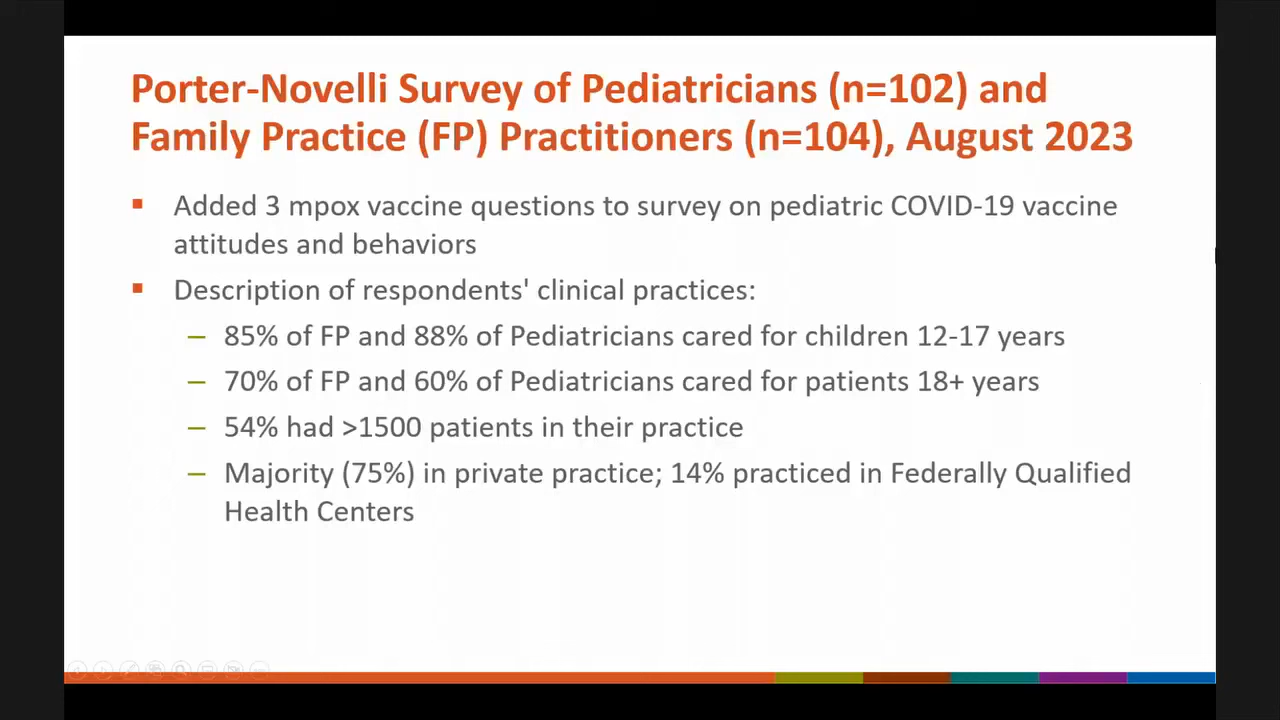 Porter-Novelli Survey of Pediatricians (n=102) and
Family Practice (FP) Practitioners (n=104), August 2023
▪ Added 3 mpox vaccine questions to survey on pediatric COVID-19 vaccine
attitudes and behaviors
▪ Description of respondents' clinical practices:
– 85% of FP and 88% of Pediatricians cared for children 12-17 years
– 70% of FP and 60% of Pediatricians cared for patients 18+ years
– 54% had >1500 patients in their practice
– Majority (75%) in private practice; 14% practiced in Federally Qualified
Health Centers